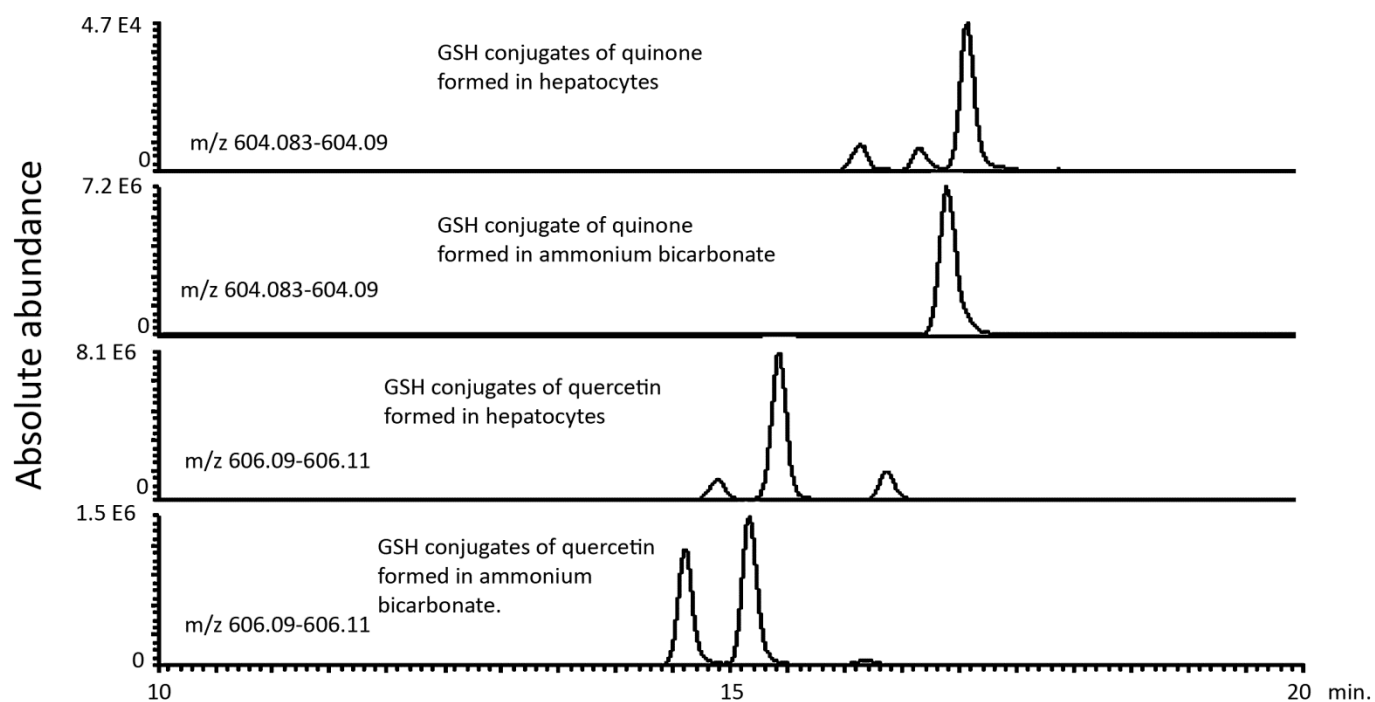 Absolute abundance
4.7 E4
GSH conjugates of quinone
formed in hepatocytes
m/z 604.083-604.09
0
7.2 E6
GSH conjugate of quinone
formed in ammonium bicarbonate
m/z 604.083-604.09
0
8.1 E6
GSH conjugates of quercetin
formed in hepatocytes
m/z 606.09-606.11
0
1.5 E6
GSH conjugates of quercetin
formed in ammonium
bicarbonate.
m/z 606.09-606.11
0
10 15 20 min.